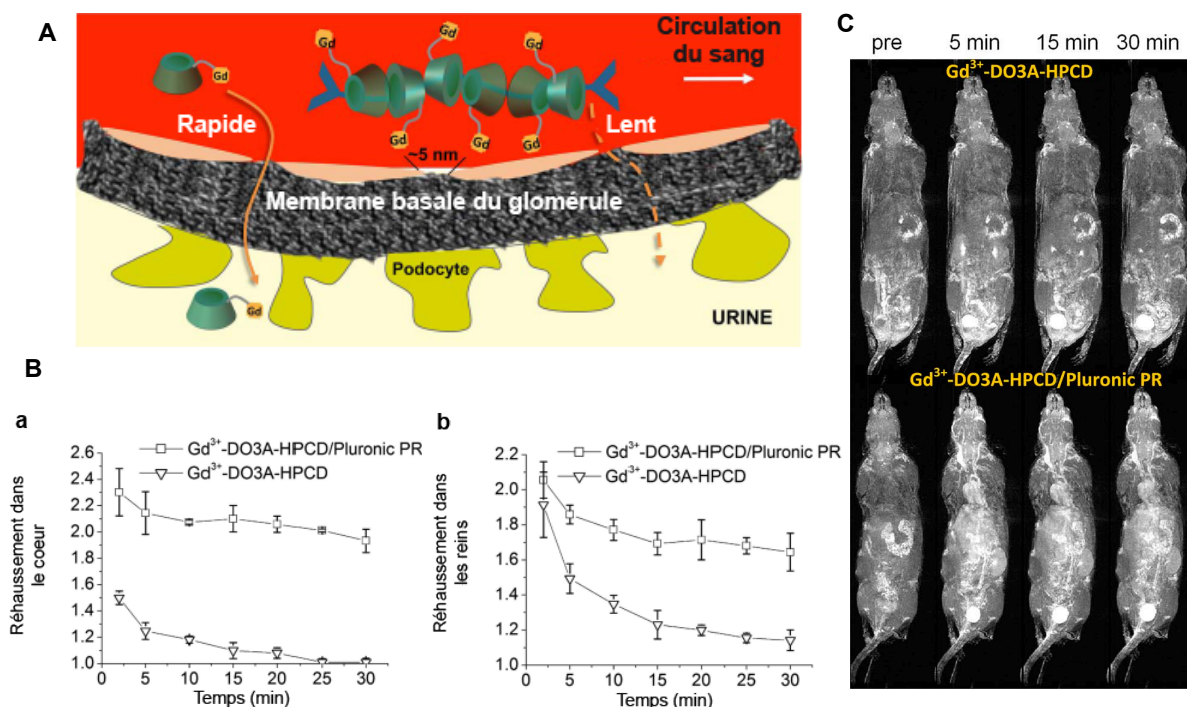 A
Gd
Gd
Gd
Gd
Gd
Gd
Gd
Circulation
du sang
Rapide
Lent
~5 nm
Membrane basale du glomérule
Podocyte
Gd
URINE
B
a
Réhaussement dans
le coeur
2.6
2.4
2.2
2.0
1.8
1.6
1.4
1.2
1.0
Gd³⁺-DO3A-HPCD/Pluronic PR
Gd³⁺-DO3A-HPCD
0 5 10 15 20 25 30
Temps (min)
b
Réhaussement dans
les reins
2.2
2.0
1.8
1.6
1.4
1.2
1.0
Gd³⁺-DO3A-HPCD/Pluronic PR
Gd³⁺-DO3A-HPCD
0 5 10 15 20 25 30
Temps (min)
C
pre 5 min 15 min 30 min
Gd³⁺-DO3A-HPCD
Gd³⁺-DO3A-HPCD/Pluronic PR